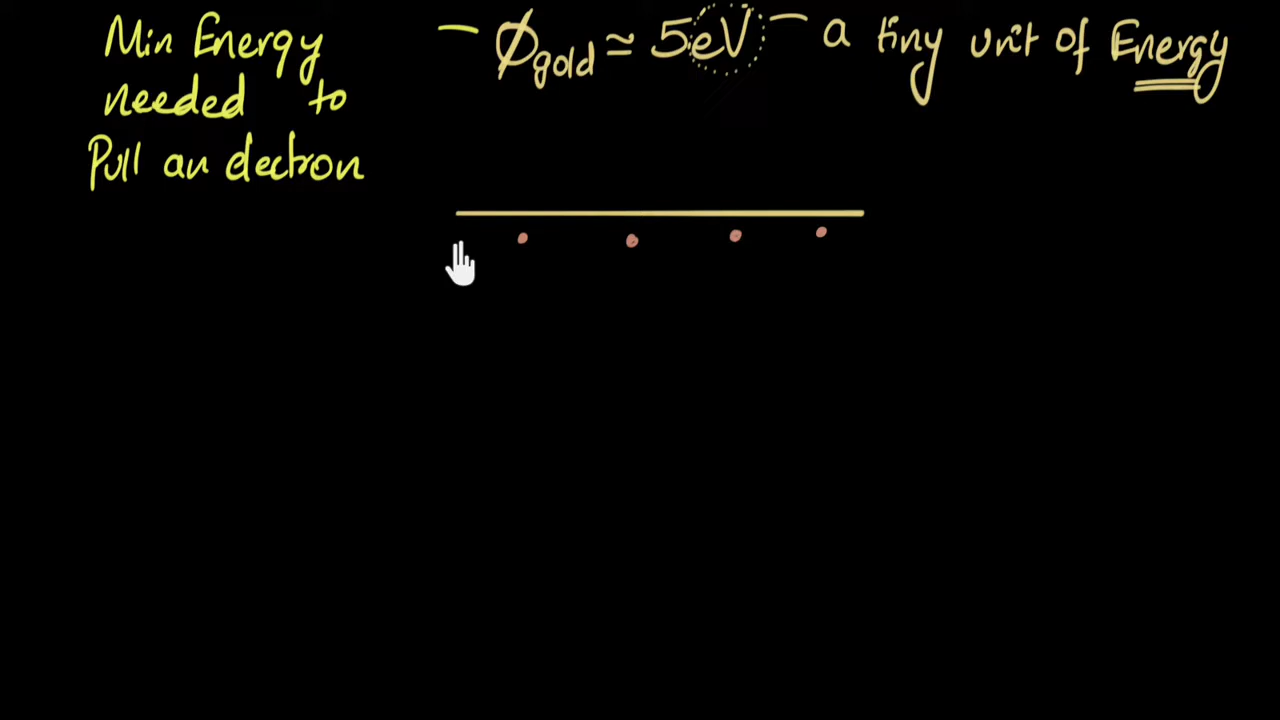 Min Energy
needed to
Pull an electron
- ϕgold ≃ 5eV - a tiny unit of Energy